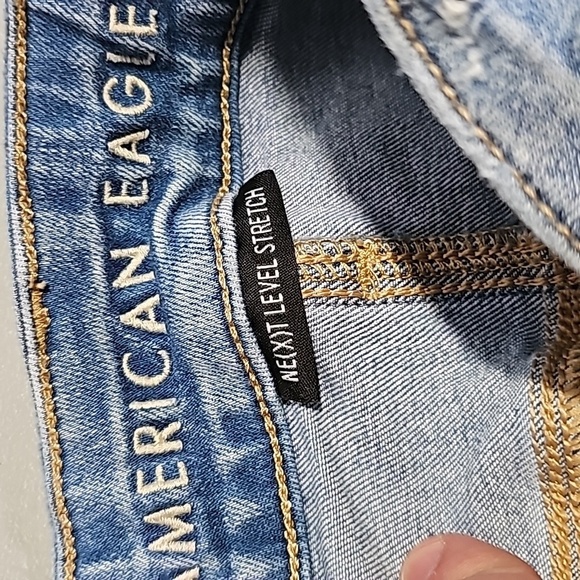 AMERICAN EAGLE
NE(X)T LEVEL STRETCH